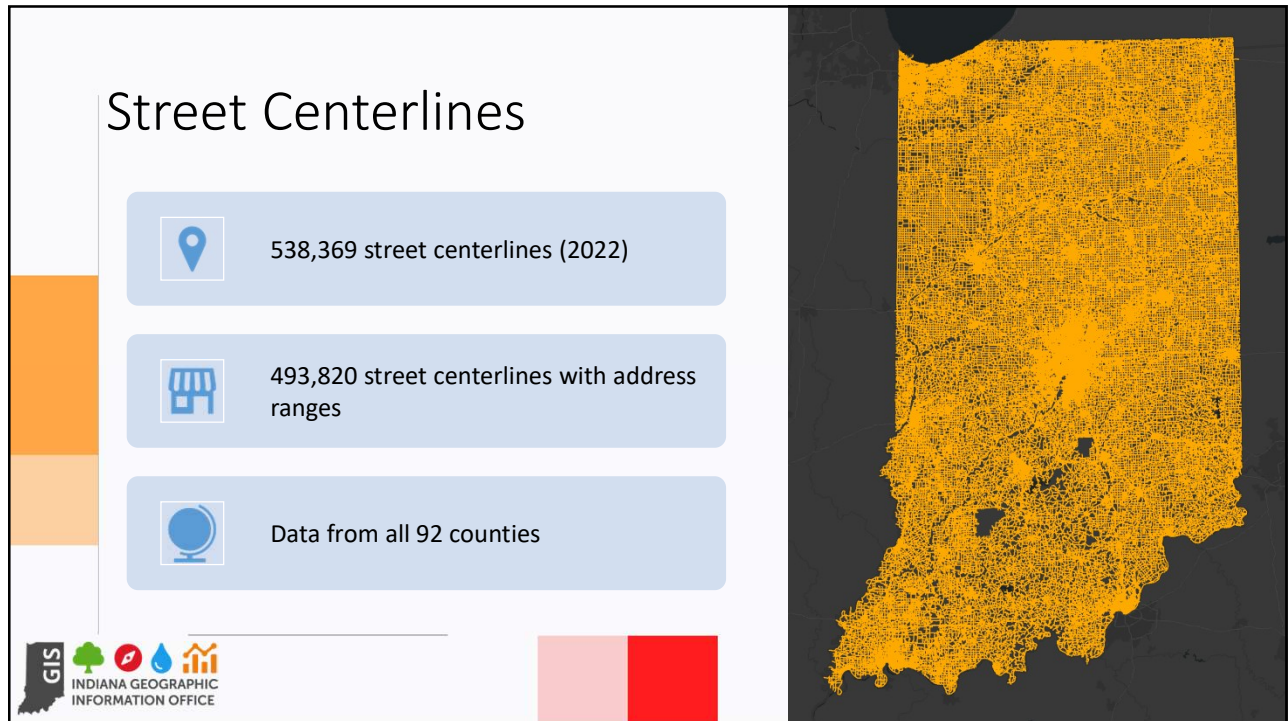 Street Centerlines
538,369 street centerlines (2022)
493,820 street centerlines with address
ranges
Data from all 92 counties
GIS
INDIANA GEOGRAPHIC
INFORMATION OFFICE